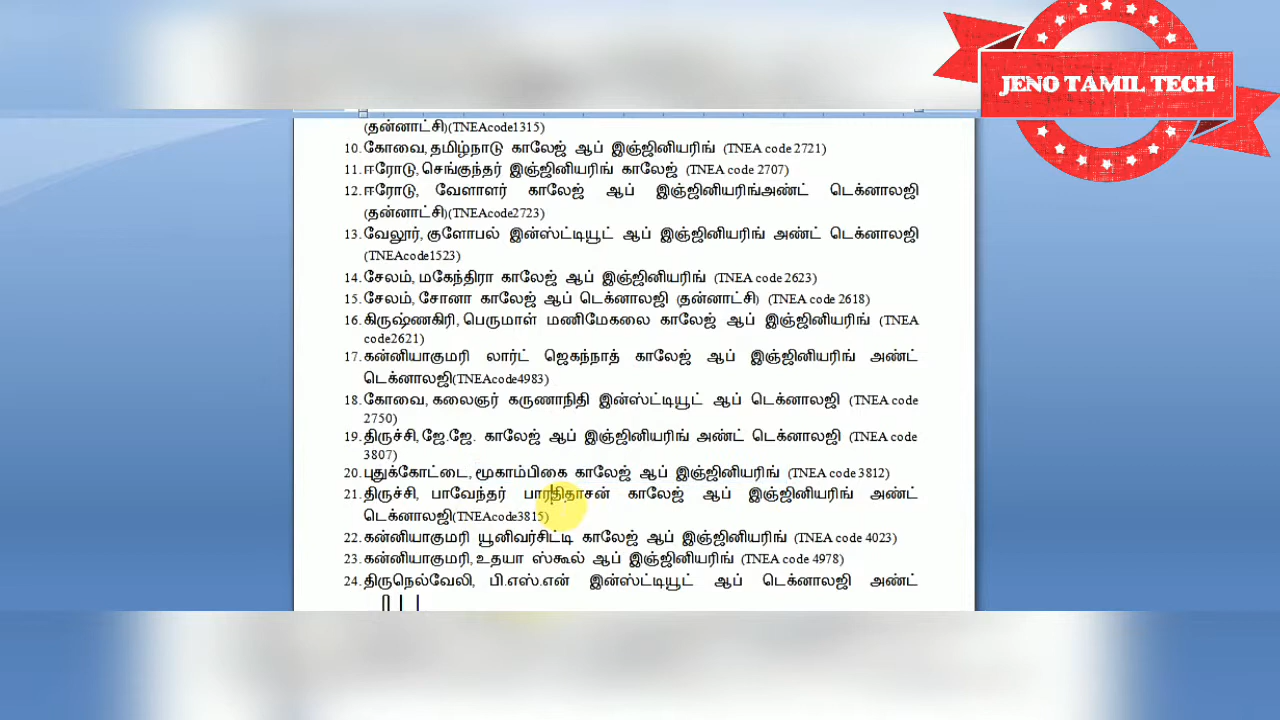 JENO TAMIL TECH
(தன்னாட்சி)(TNEAcode1315)
10. கோவை, தமிழ்நாடு காலேஜ் ஆப் இஞ்ஜினியரிங் (TNEA code 2721)
11. ஈரோடு, செங்குந்தர் இஞ்ஜினியரிங் காலேஜ் (TNEA code 2707)
12. ஈரோடு, வேளாளர் காலேஜ் ஆப் இஞ்ஜினியரிங்அண்ட் டெக்னாலஜி
(தன்னாட்சி)(TNEAcode2723)
13. வேலூர், குளோபல் இன்ஸ்ட்டியூட் ஆப் இஞ்ஜினியரிங் அண்ட் டெக்னாலஜி
(TNEAcode1523)
14. சேலம், மகேந்திரா காலேஜ் ஆப் இஞ்ஜினியரிங் (TNEA code 2623)
15. சேலம், சோனா காலேஜ் ஆப் டெக்னாலஜி (தன்னாட்சி) (TNEA code 2618)
16. கிருஷ்ணகிரி, பெருமாள் மணிமேகலை காலேஜ் ஆப் இஞ்ஜினியரிங் (TNEA
code2621)
17. கன்னியாகுமரி லார்ட் ஜெகந்நாத் காலேஜ் ஆப் இஞ்ஜினியரிங் அண்ட்
டெக்னாலஜி(TNEAcode4983)
18. கோவை, கலைஞர் கருணாநிதி இன்ஸ்ட்டியூட் ஆப் டெக்னாலஜி (TNEA code
2750)
19. திருச்சி, ஜே.ஜே. காலேஜ் ஆப் இஞ்ஜினியரிங் அண்ட் டெக்னாலஜி (TNEA code
3807)
20. புதுக்கோட்டை, மூகாம்பிகை காலேஜ் ஆப் இஞ்ஜினியரிங் (TNEA code 3812)
21. திருச்சி, பாவேந்தர் பாரதிதாசன் காலேஜ் ஆப் இஞ்ஜினியரிங் அண்ட்
டெக்னாலஜி(TNEAcode3815)
22. கன்னியாகுமரி யூனிவர்சிட்டி காலேஜ் ஆப் இஞ்ஜினியரிங் (TNEA code 4023)
23. கன்னியாகுமரி, உதயா ஸ்கூல் ஆப் இஞ்ஜினியரிங் (TNEA code 4978)
24. திருநெல்வேலி, பி.எஸ்.என் இன்ஸ்ட்டியூட் ஆப் டெக்னாலஜி அண்ட்